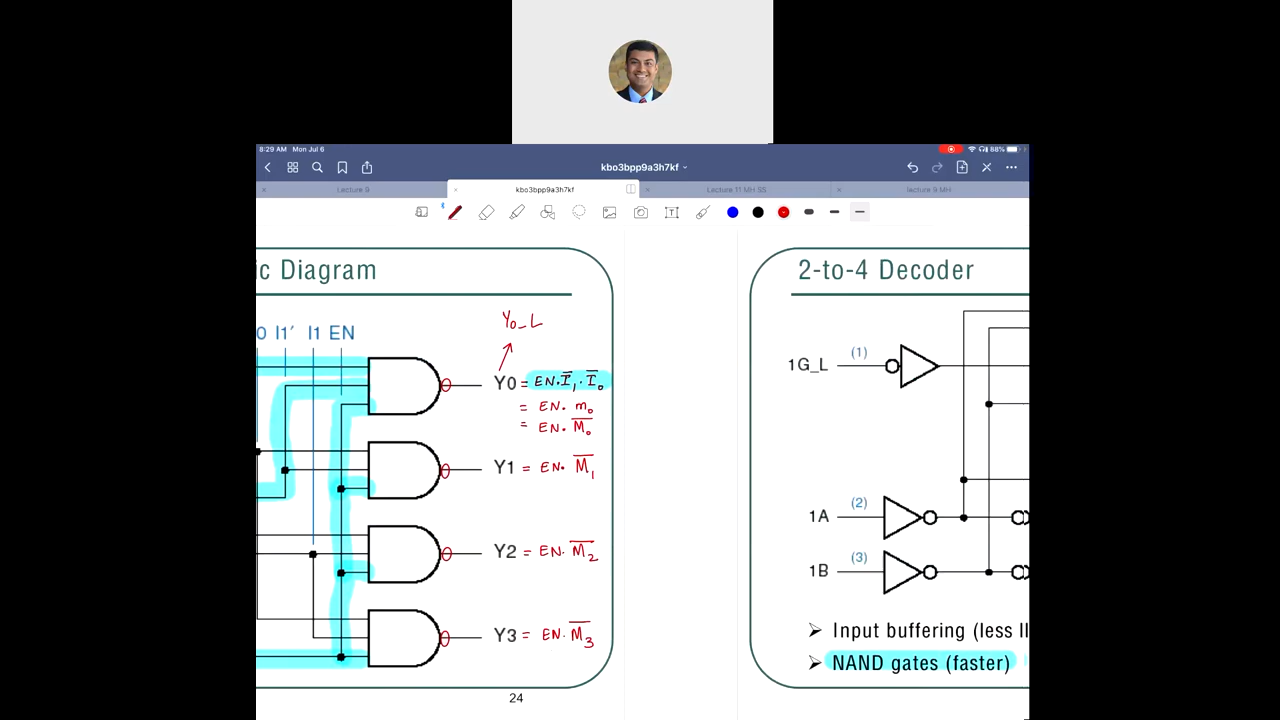 8:29 AM Mon Jul 6
88%
kbo3bpp9a3h7kf
Lecture 9
kbo3bpp9a3h7kf
Lecture 11 MH S5
lecture 9 MH
T
ic Diagram
0 I1′ I1 EN
Y₀_L
Y0 = EN·I̅₁·I̅₀
= EN· m₀
= EN· M̅₀
Y1 = EN· M̅₁
Y2 = EN· M̅₂
Y3 = EN· M̅₃
24
2-to-4 Decoder
1G_L (1)
1A (2)
1B (3)
➢ Input buffering (less
➢ NAND gates (faster)